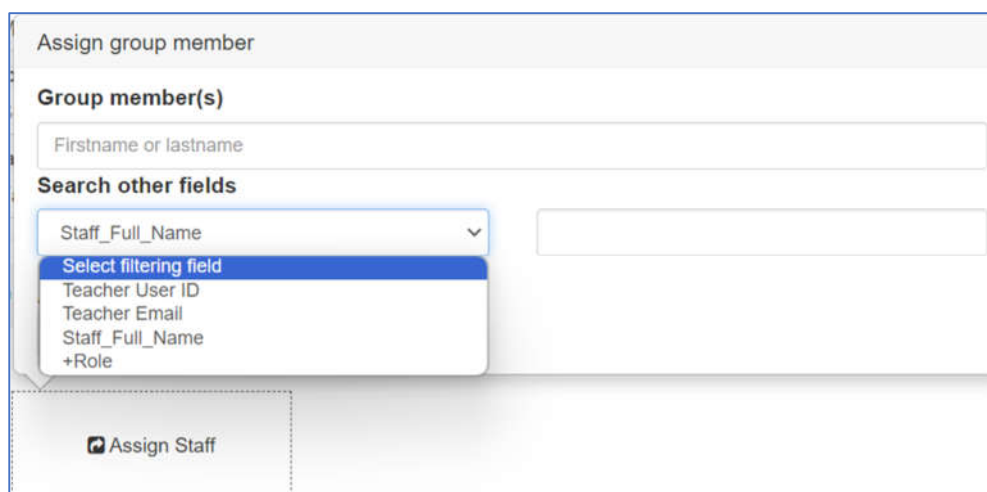 Assign group member
Group member(s)
Firstname or lastname
Search other fields
Staff_Full_Name
Select filtering field
Teacher User ID
Teacher Email
Staff_Full_Name
+Role
Assign Staff